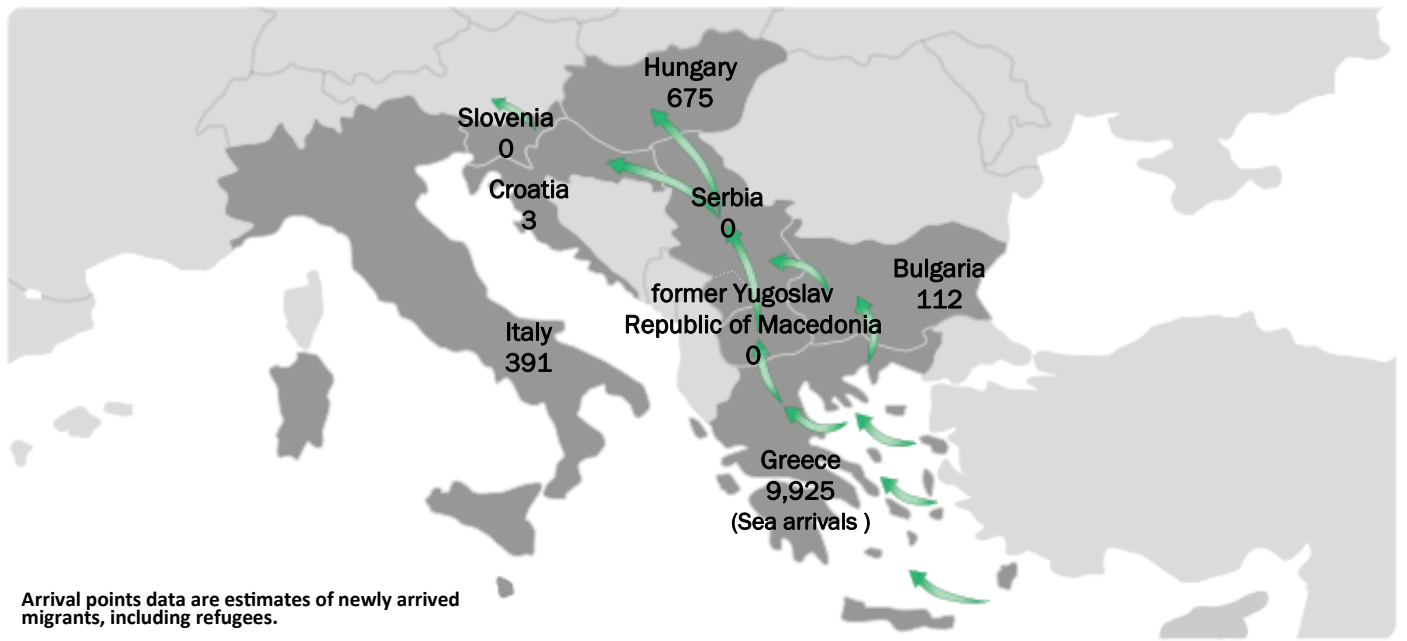 Hungary
675
Slovenia
0
Croatia
3
Serbia
0
Bulgaria
112
former Yugoslav
Republic of Macedonia
0
Italy
391
Greece
9,925
(Sea arrivals )
Arrival points data are estimates of newly arrived
migrants, including refugees.